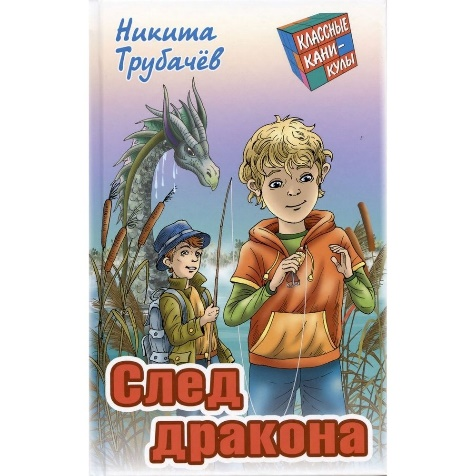 Никита
Трубачёв
КЛАССНЫЕ
КАНИ-
КУЛЫ
След
дракона